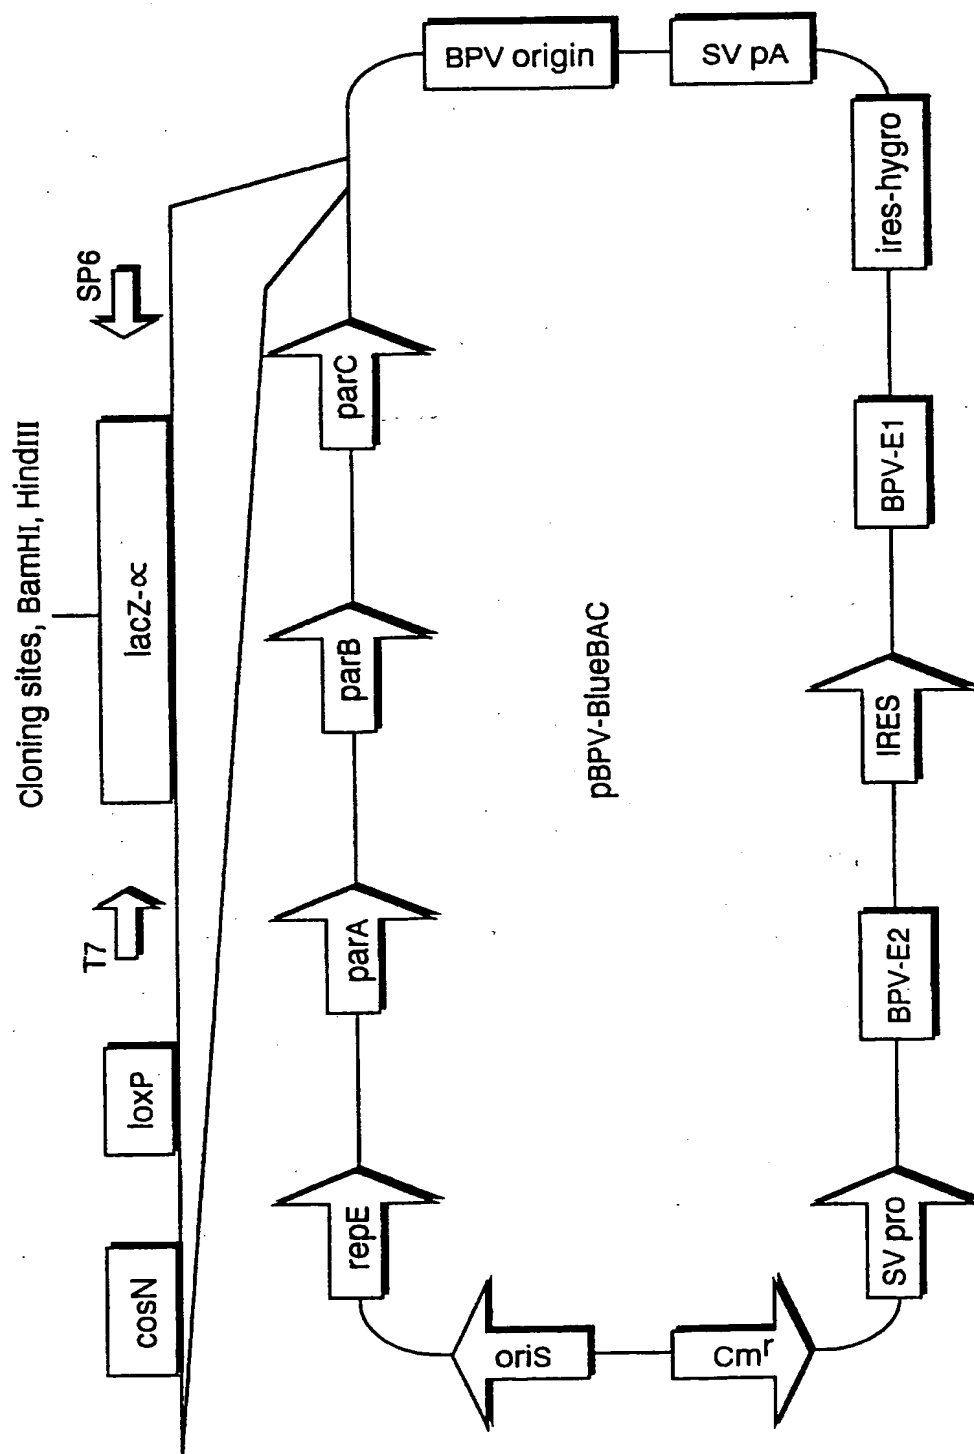 Cloning sites, BamHI, HindIII
cosN
loxP
T7
lacZ-∝
SP6
repE
parA
parB
parC
oriS
BPV origin
pBPV-BlueBAC
Cmʳ
SV pA
SV pro
BPV-E2
IRES
BPV-E1
ires-hygro